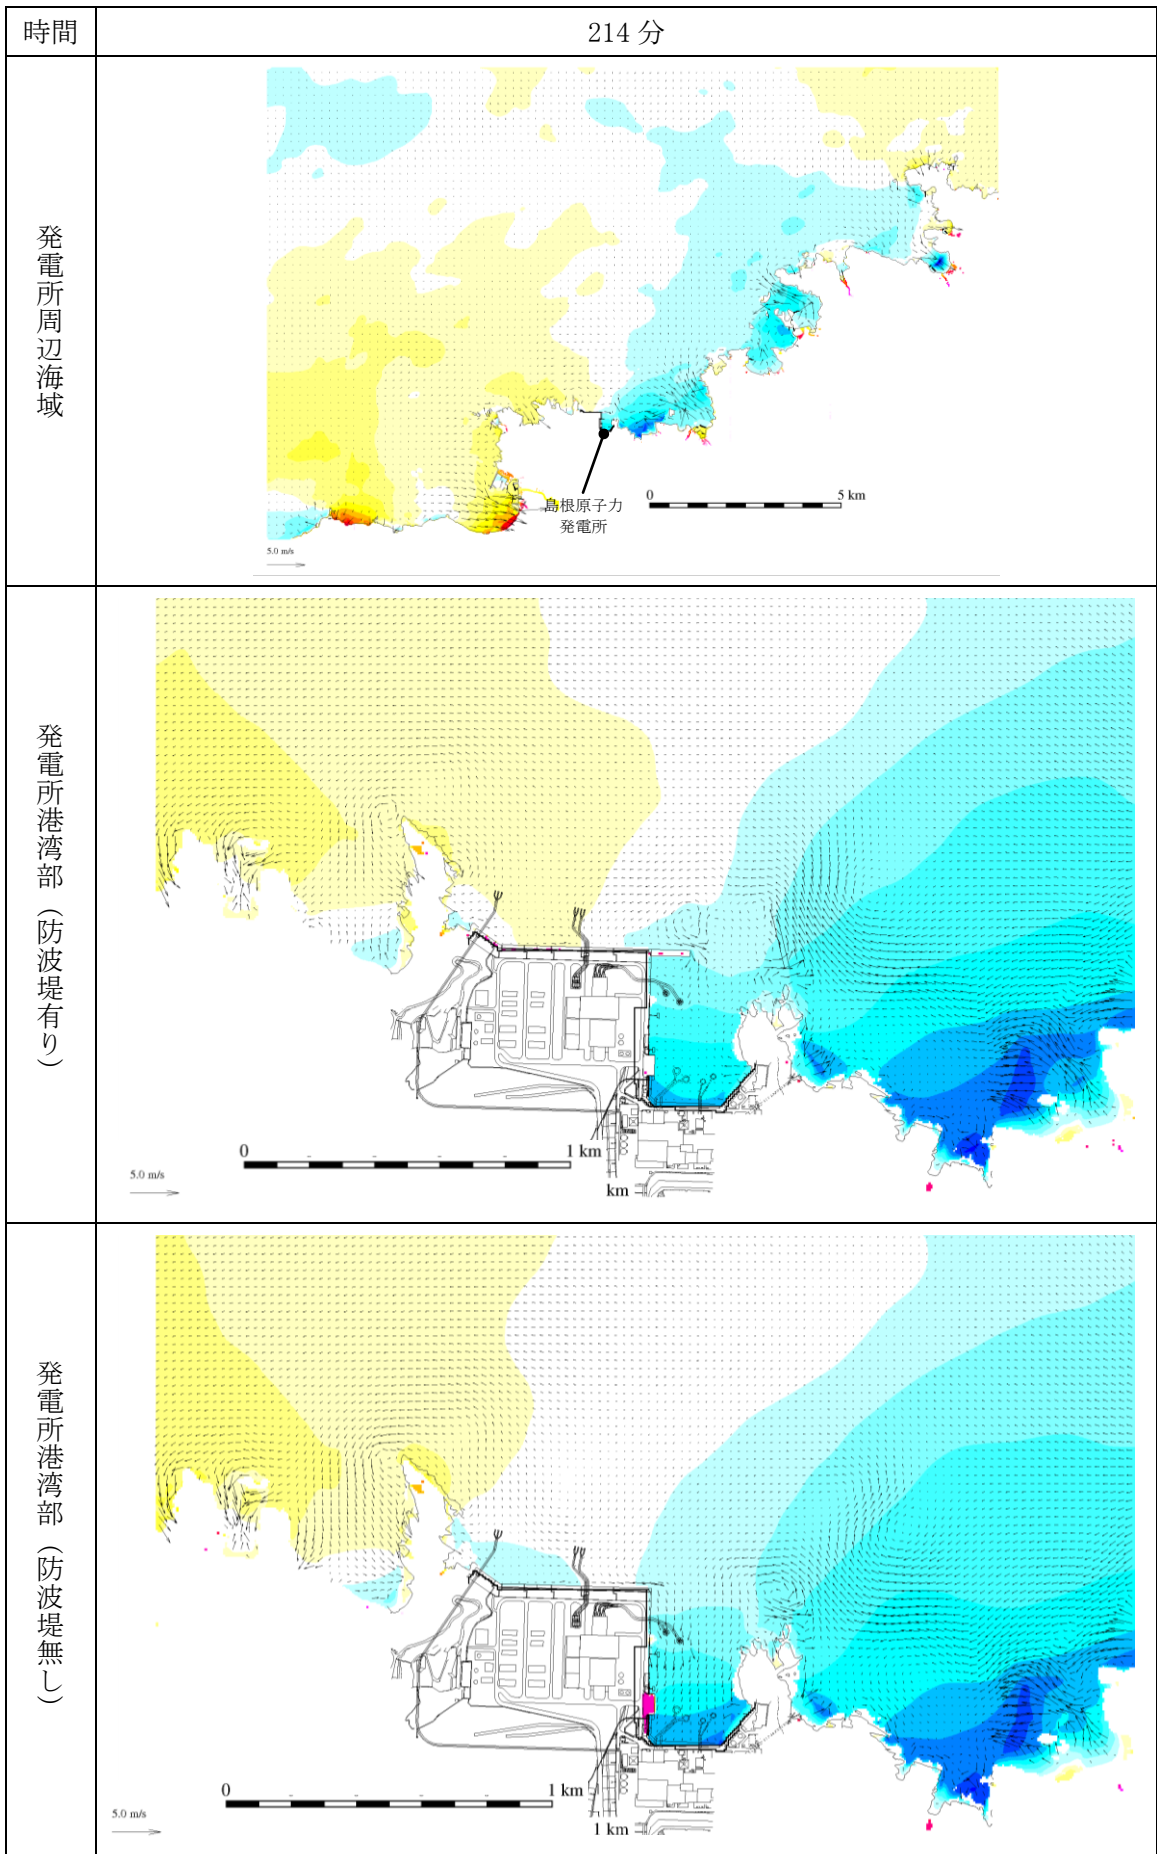 時間
214 分
発電所周辺海域
島根原子力
発電所
0
5 km
5.0 m/s
発電所港湾部（防波堤有り）
0
1 km
5.0 m/s
km
発電所港湾部（防波堤無し）
0
1 km
5.0 m/s
1 km